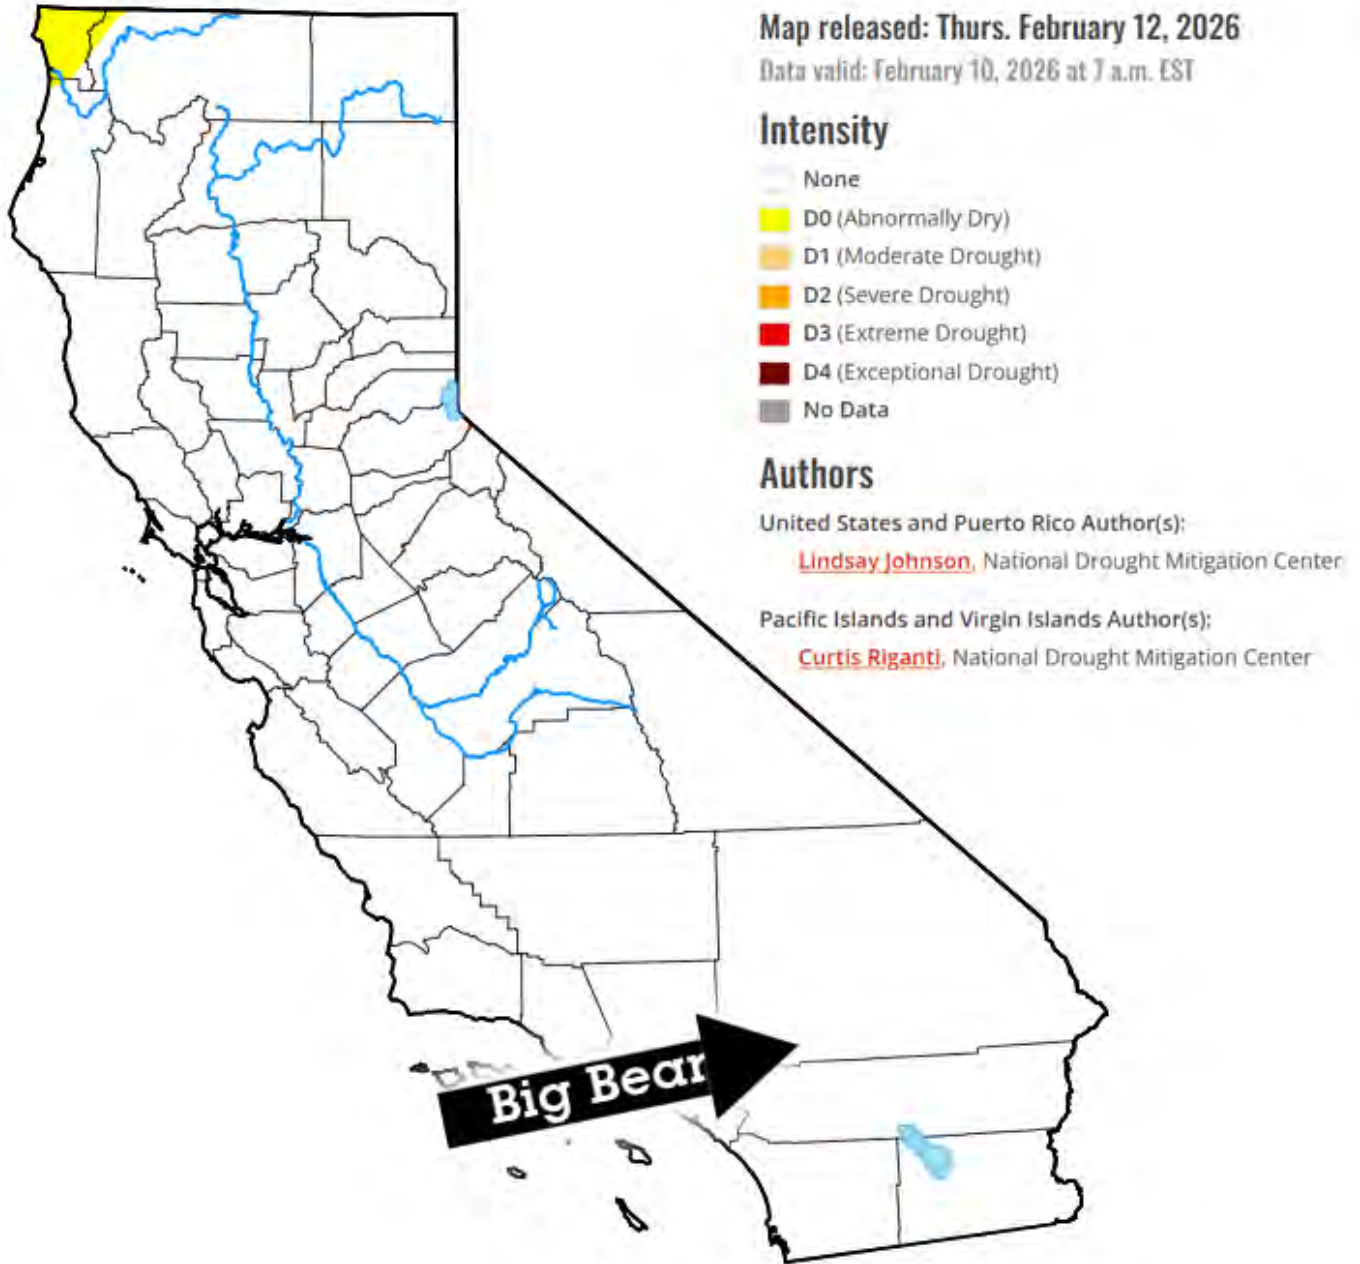 Map released: Thurs. February 12, 2026
Data valid: February 10, 2026 at 7 a.m. EST
Intensity
None
D0 (Abnormally Dry)
D1 (Moderate Drought)
D2 (Severe Drought)
D3 (Extreme Drought)
D4 (Exceptional Drought)
No Data
Authors
United States and Puerto Rico Author(s):
Lindsay Johnson, National Drought Mitigation Center
Pacific Islands and Virgin Islands Author(s):
Curtis Riganti, National Drought Mitigation Center
Big Bear